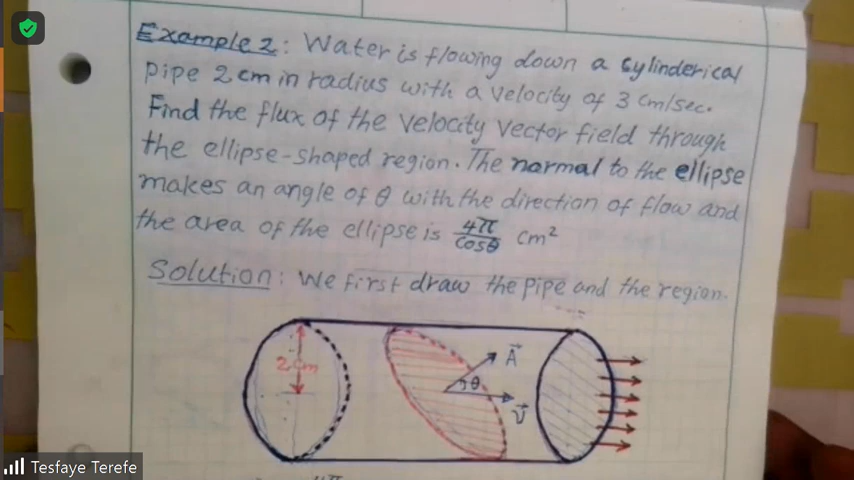 Example 2: Water is flowing down a cylinderical
pipe 2 cm in radius with a velocity of 3 cm/sec.
Find the flux of the velocity vector field through
the ellipse-shaped region. The normal to the ellipse
makes an angle of θ with the direction of flow and
the area of the ellipse is 4π/cosθ cm²
Solution: We first draw the pipe and the region.
2cm
A⃗
θ
v⃗
Tesfaye Terefe